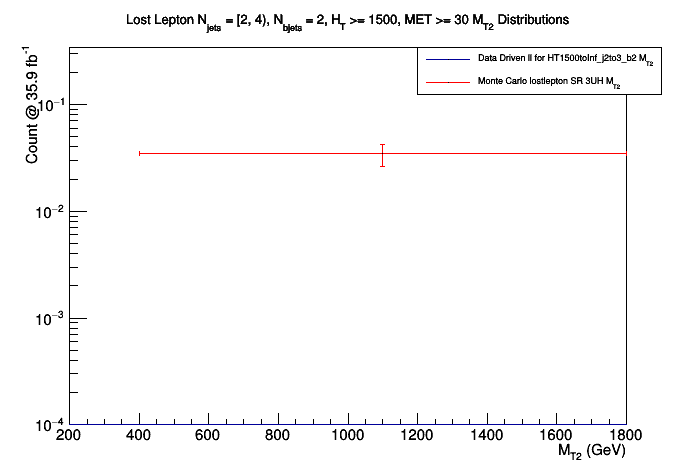 Lost Lepton N_jets = [2, 4), N_bjets = 2, H_T >= 1500, MET >= 30 M_T2 Distributions
Data Driven II for HT1500toInf_j2to3_b2 M_T2
Monte Carlo lostlepton SR 3UH M_T2
Count @ 35.9 fb^-1
10^−1
10^−2
10^−3
10^−4
200 400 600 800 1000 1200 1400 1600 1800
M_T2 (GeV)